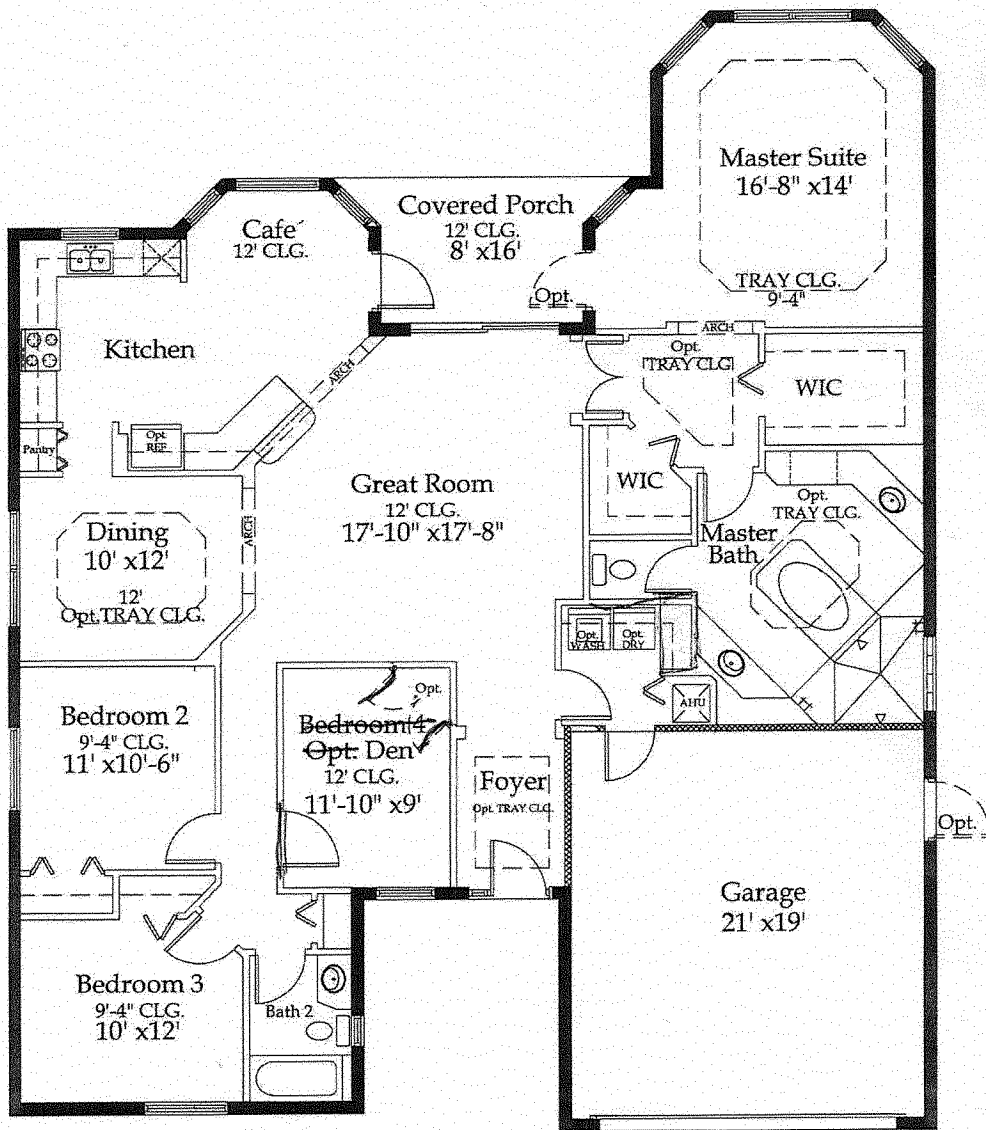 Master Suite
16'-8" x14'
TRAY CLG.
9'-4"
Covered Porch
12' CLG.
8' x16'
Opt.
Cafe´
12' CLG.
Kitchen
ARCH
ARCH
Opt.
TRAY CLG
WIC
Pantry
Opt.
REF.
WIC
Great Room
12' CLG.
17'-10" x17'-8"
Opt.
TRAY CLG.
Master
Bath
Dining
10' x12'
12'
Opt.TRAY CLG.
ARCH
Opt.
WASH
Opt.
DRY
AHU
Bedroom 2
9'-4" CLG.
11' x10'-6"
Opt.
Bedroom 4
Opt. Den
12' CLG.
11'-10" x9'
Foyer
Opt. TRAY CLG.
Opt.
Garage
21' x19'
Bedroom 3
9'-4" CLG.
10' x12'
Bath 2